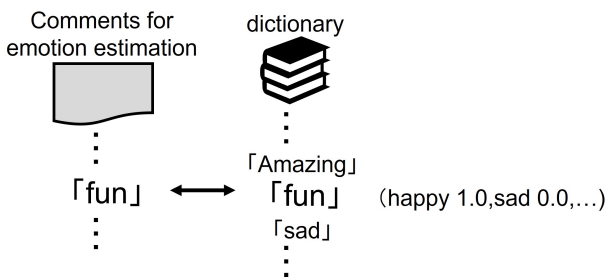 Comments for
emotion estimation
dictionary
「Amazing」
「fun」
「fun」
（happy 1.0,sad 0.0,…）
「sad」